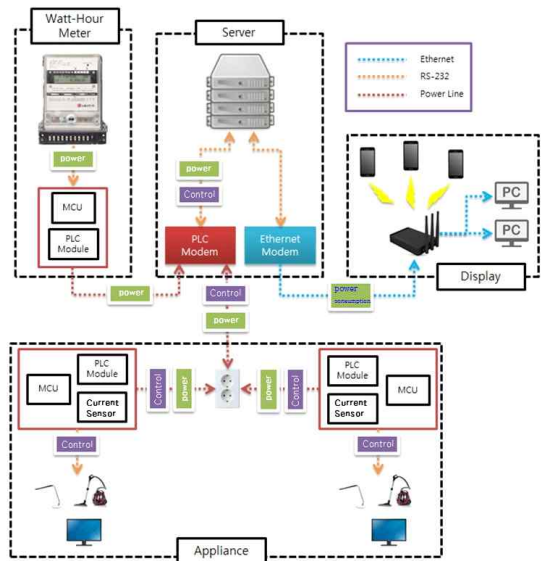 Watt-Hour
Meter
Server
Ethernet
RS-232
Power Line
power
MCU
PLC
Module
power
power
Control
PLC
Modem
Ethernet
Modem
PC
PC
Display
power
consumption
Control
power
PLC
Module
MCU
Current
Sensor
Control
power
power
Control
PLC
Module
MCU
Current
Sensor
Control
Control
Appliance